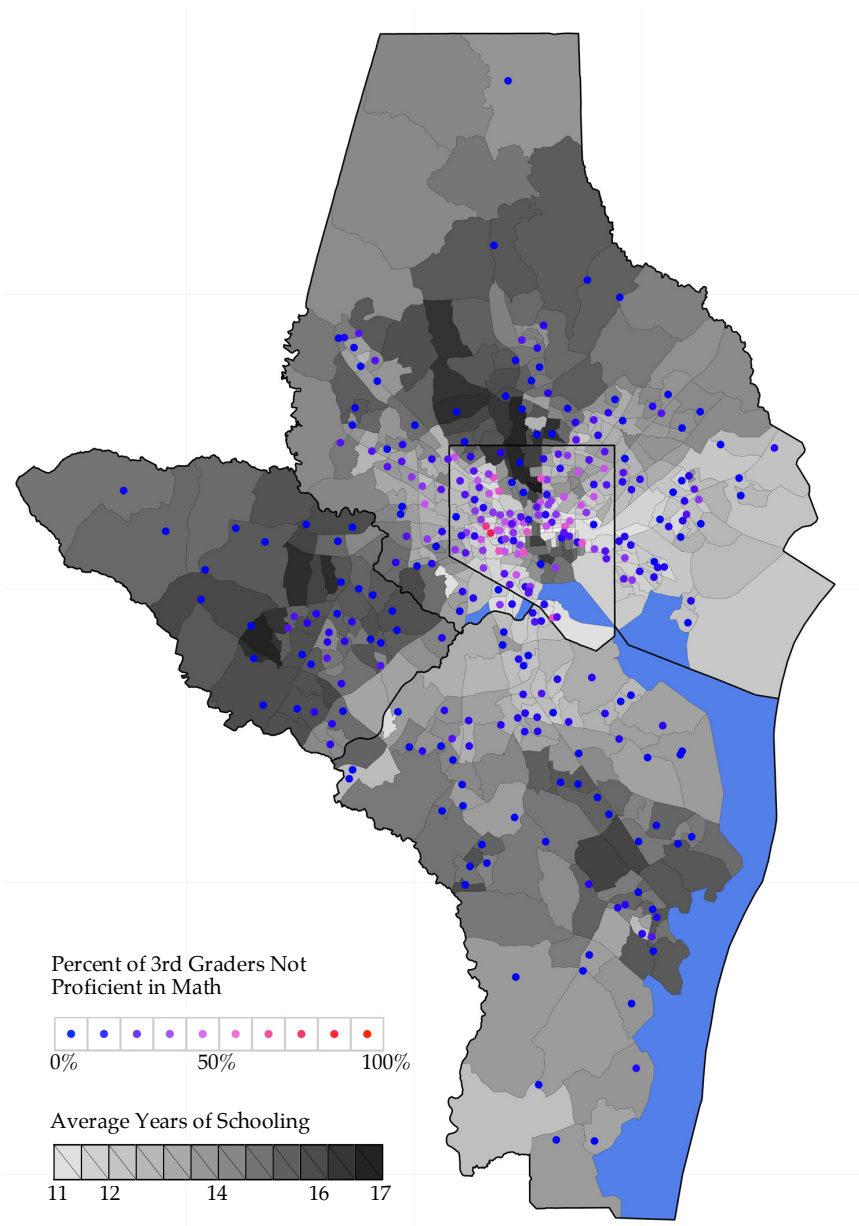 Percent of 3rd Graders Not
Proficient in Math
0% 50% 100%
Average Years of Schooling
11 12 14 16 17